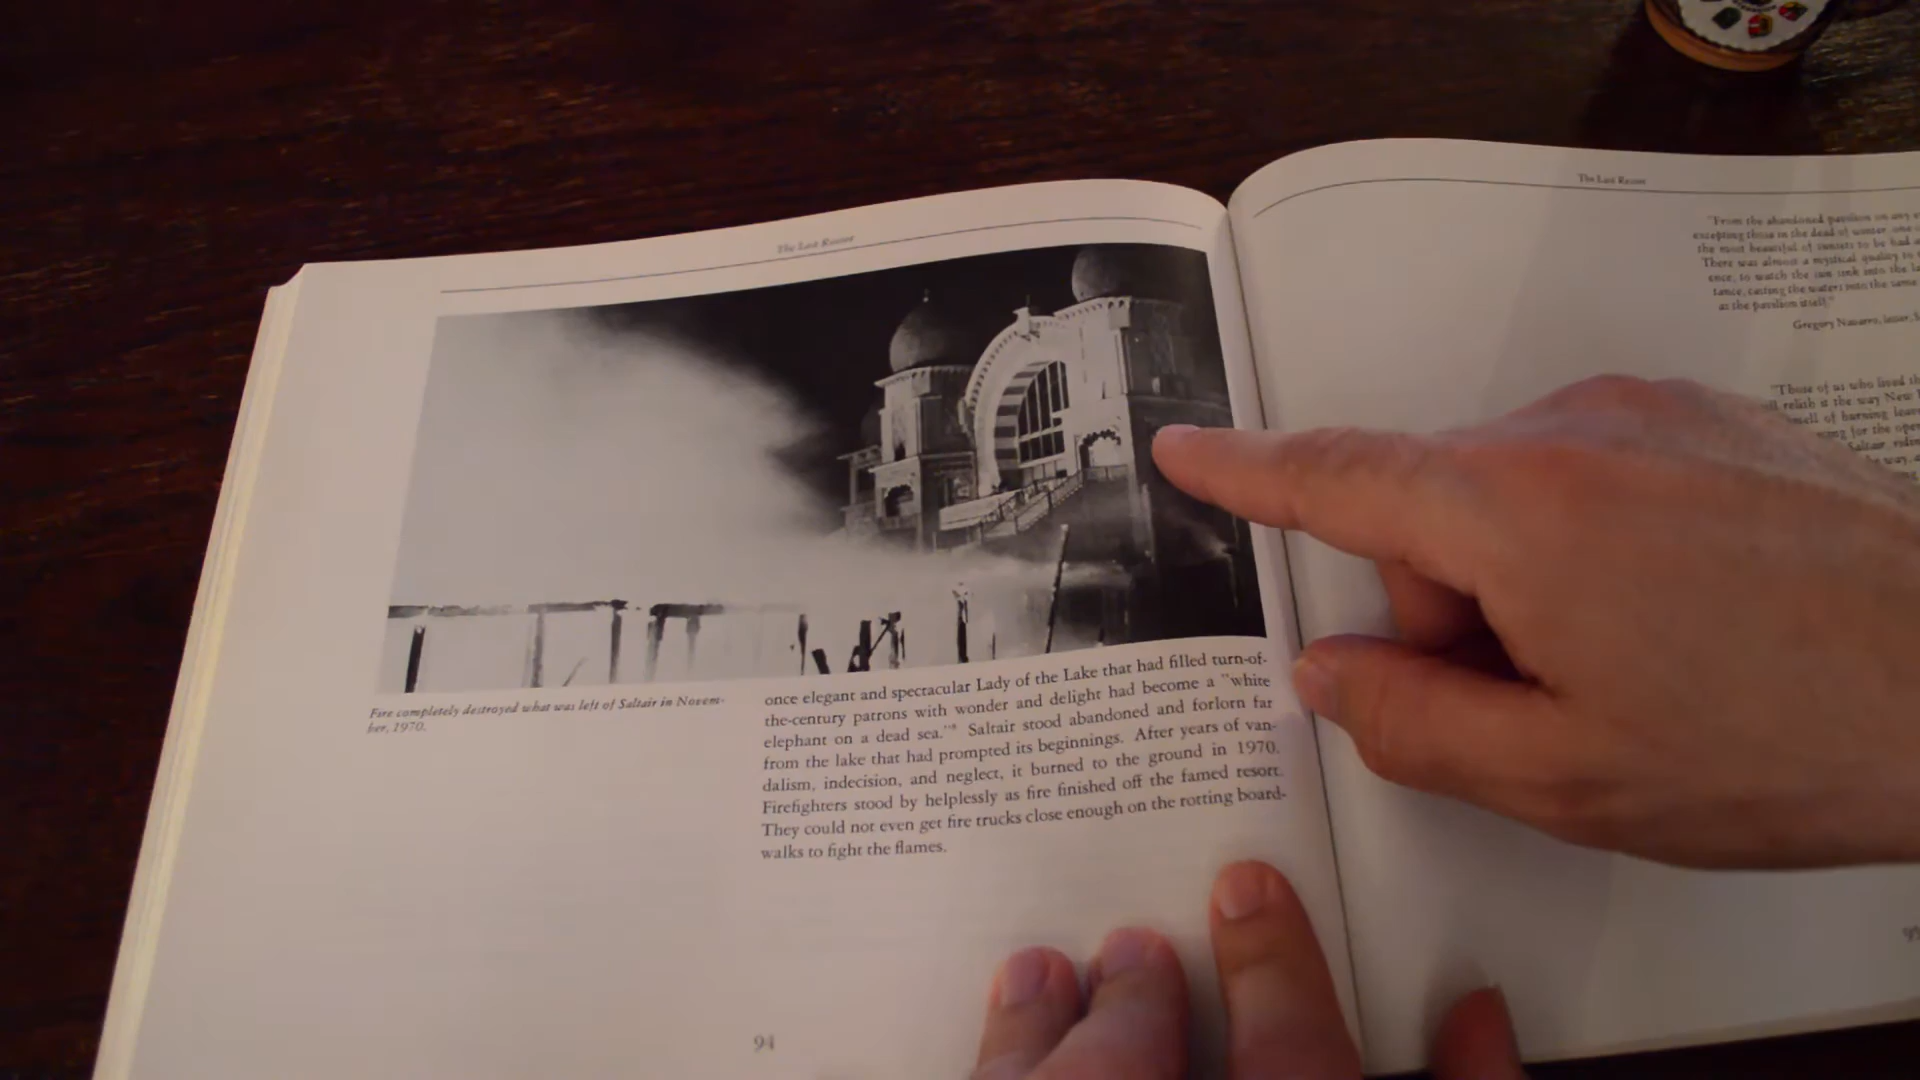 The Last Resort
Fire completely destroyed what was left of Saltair in Novem-
ber, 1970.
once elegant and spectacular Lady of the Lake that had filled turn-of-
the-century patrons with wonder and delight had become a "white
elephant on a dead sea."⁸ Saltair stood abandoned and forlorn far
from the lake that had prompted its beginnings. After years of van-
dalism, indecision, and neglect, it burned to the ground in 1970.
Firefighters stood by helplessly as fire finished off the famed resort.
They could not even get fire trucks close enough on the rotting board-
walks to fight the flames.
94
The Last Resort
"From the abandoned pavilion on any
excepting those in the dead of winter, one
the most beautiful of sunsets to be had
There was almost a mystical quality to
ence, to watch the sun sink into the
tance, casting the waters into the same
as the pavilion itself."
Gregory Navarro, letter,
"Those of us who lived
relish it the way New
smell of burning
for the
Saltair
way,